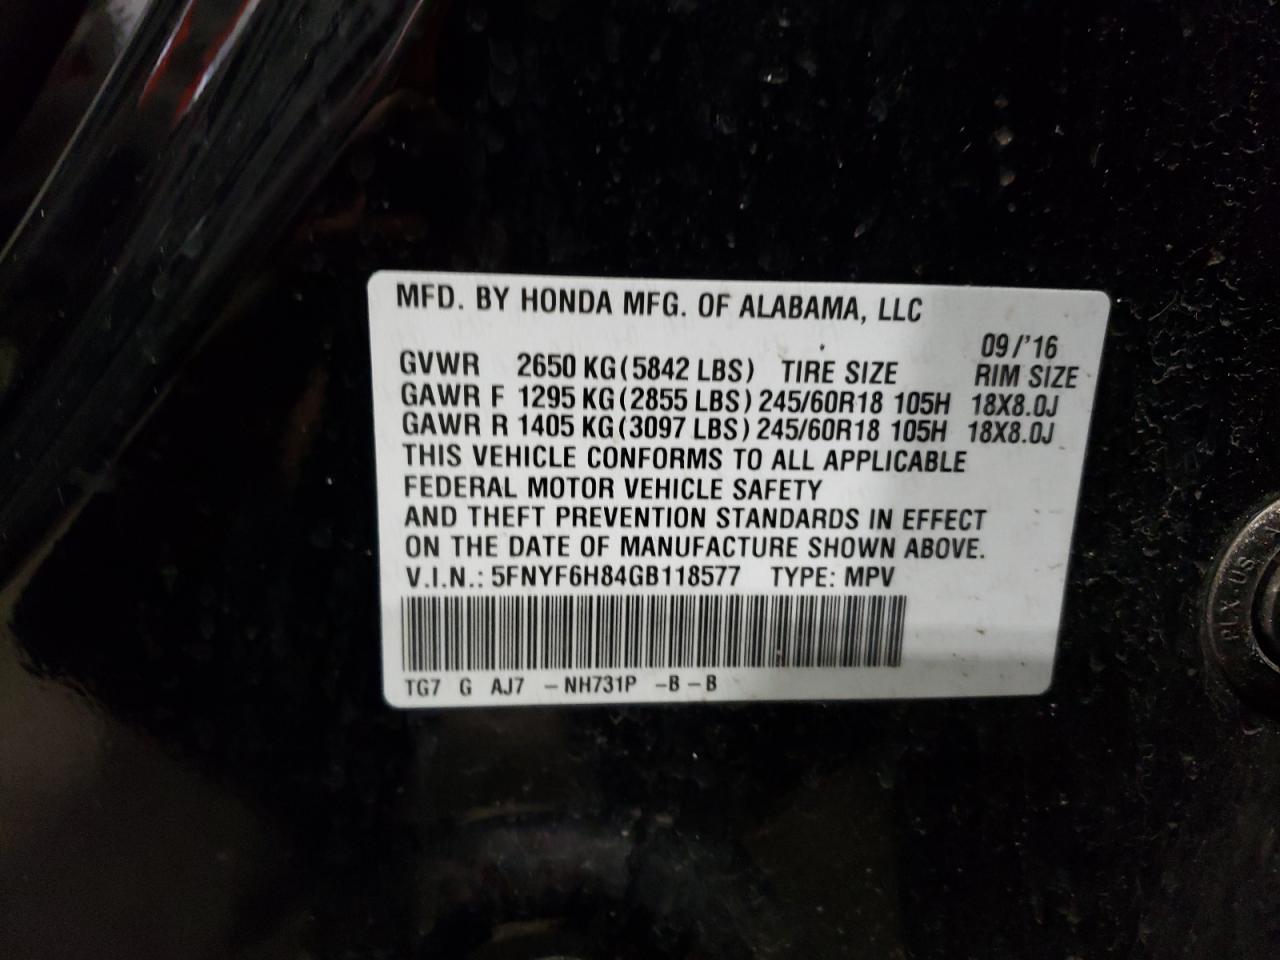 MFD. BY HONDA MFG. OF ALABAMA, LLC
09/'16
GVWR 2650 KG(5842 LBS) TIRE SIZE RIM SIZE
GAWR F 1295 KG(2855 LBS) 245/60R18 105H 18X8.0J
GAWR R 1405 KG(3097 LBS) 245/60R18 105H 18X8.0J
THIS VEHICLE CONFORMS TO ALL APPLICABLE
FEDERAL MOTOR VEHICLE SAFETY
AND THEFT PREVENTION STANDARDS IN EFFECT
ON THE DATE OF MANUFACTURE SHOWN ABOVE.
V.I.N.: 5FNYF6H84GB118577 TYPE: MPV
TG7 G AJ7 -NH731P -B-B